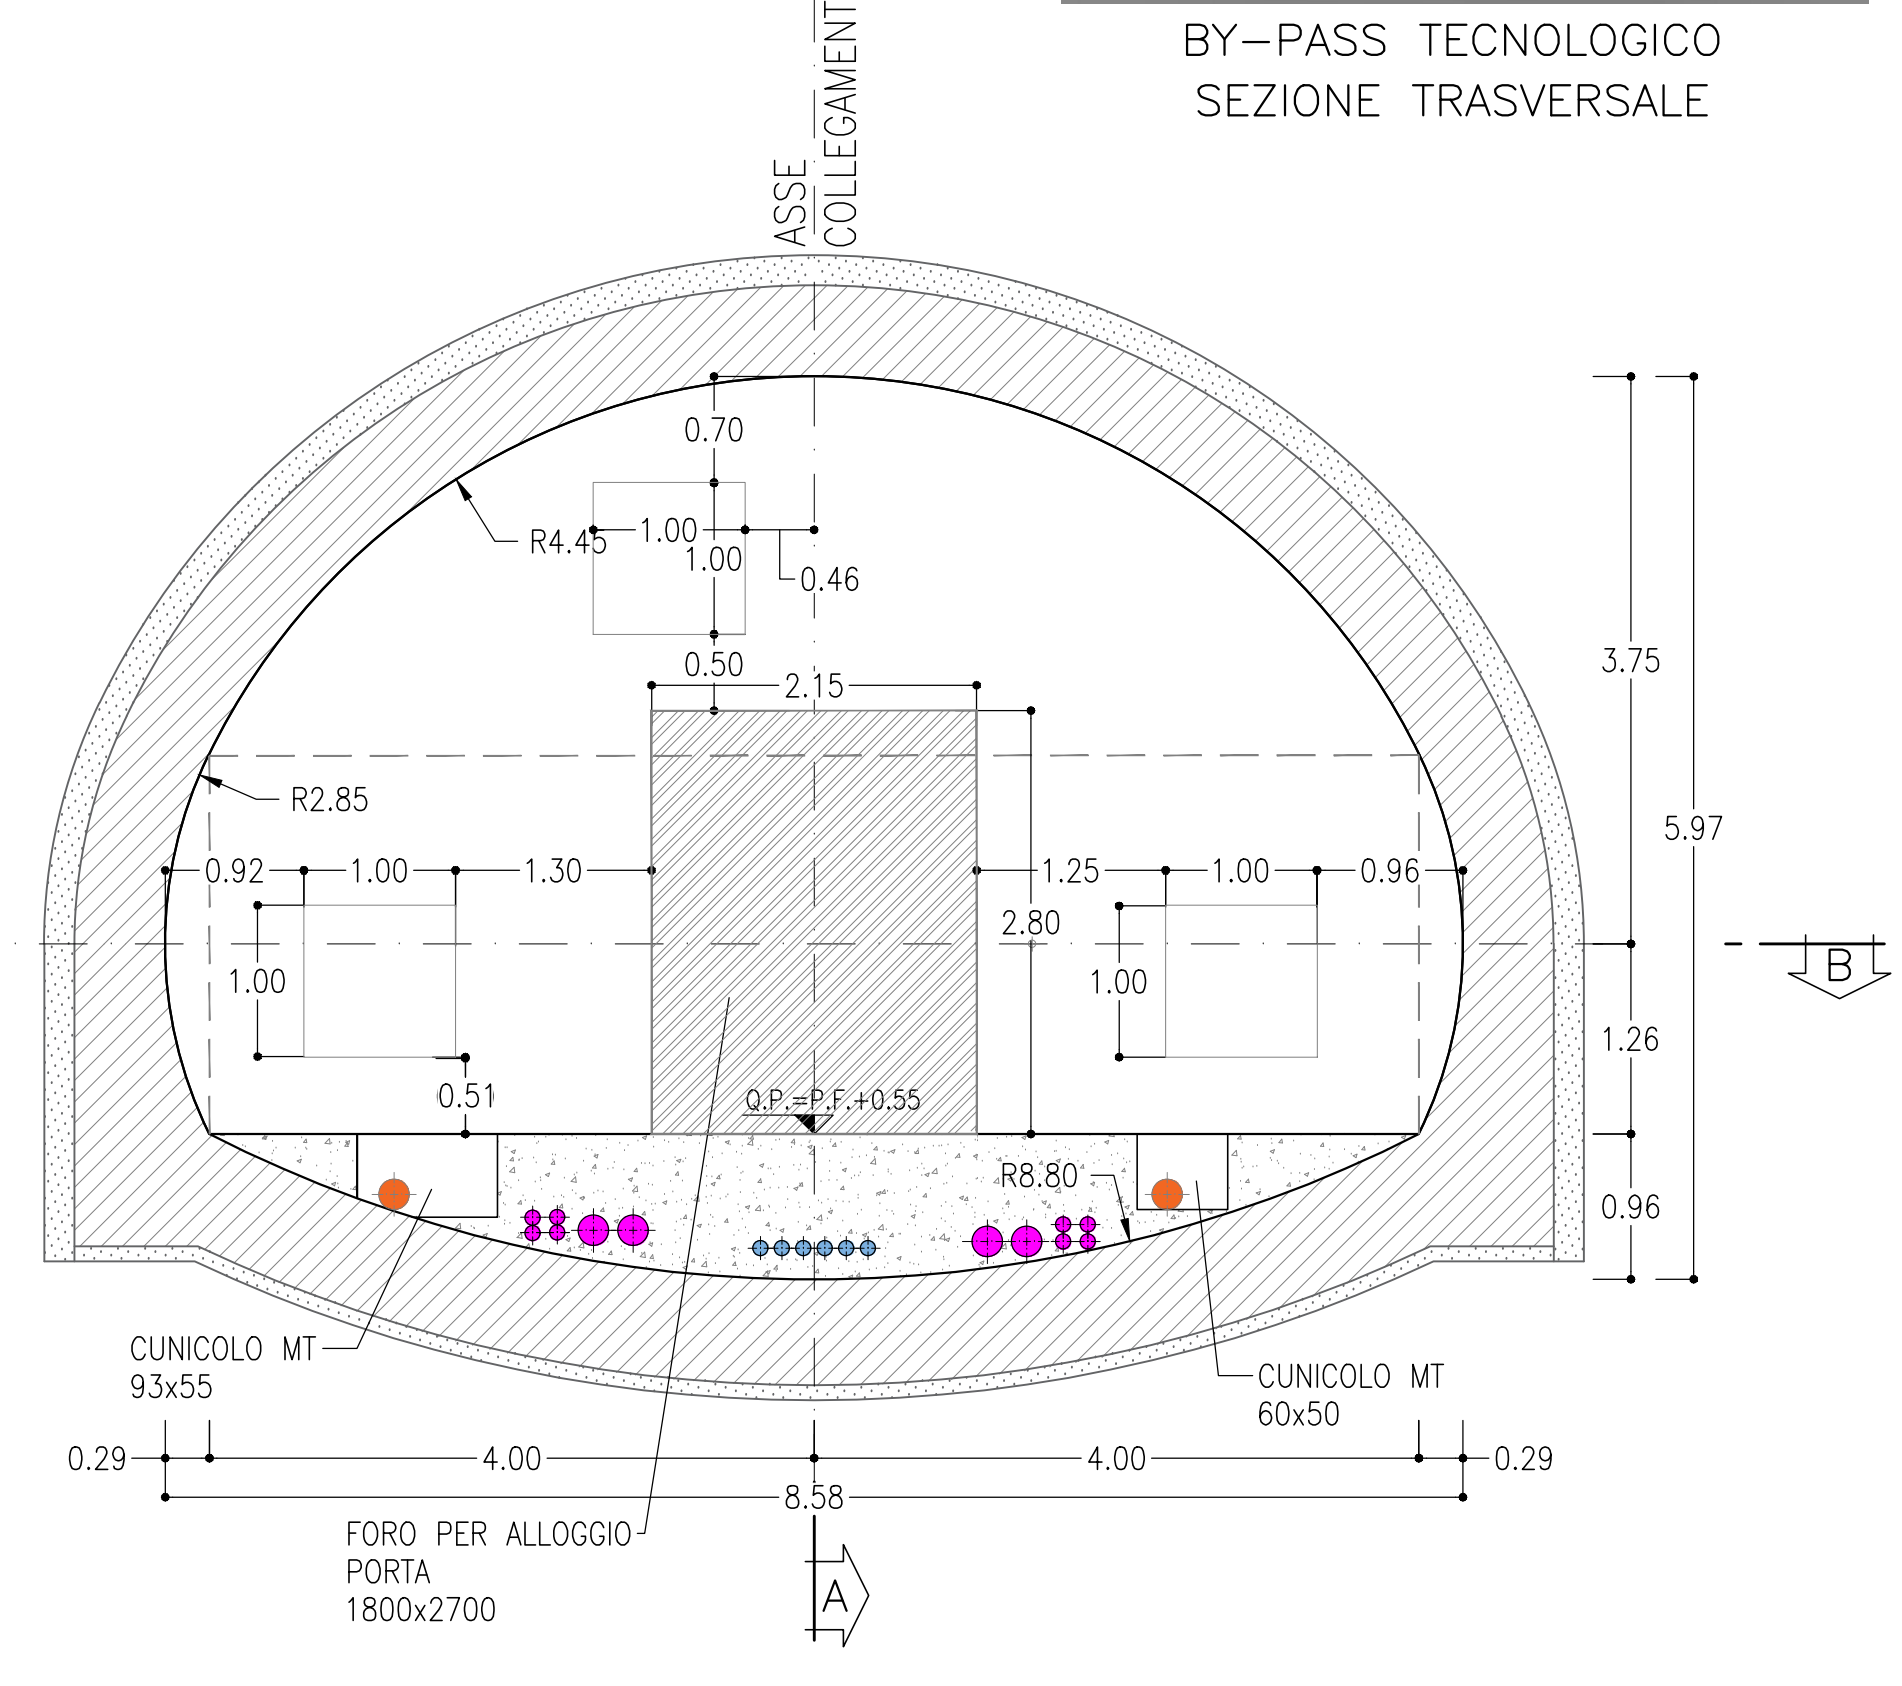 BY-PASS TECNOLOGICO
SEZIONE TRASVERSALE
ASSE
COLLEGAMENT
0.70
R4.45
1.00
1.00
0.46
0.50
2.15
3.75
5.97
R2.85
0.92
1.00
1.30
1.25
1.00
0.96
2.80
1.00
1.00
B
1.26
0.51
Q.P.=P.F.+0.55
R8.80
0.96
CUNICOLO MT
93x55
CUNICOLO MT
60x50
0.29
4.00
4.00
0.29
8.58
FORO PER ALLOGGIO
PORTA
1800x2700
A